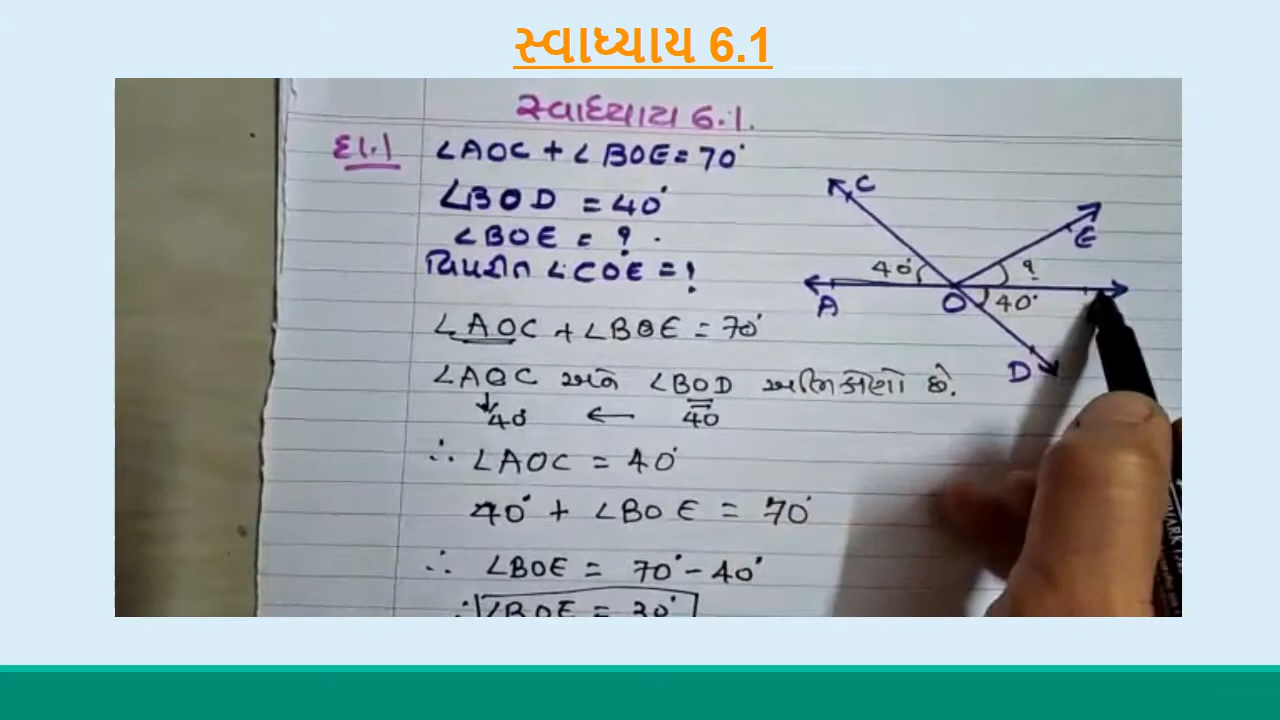 સ્વાધ્યાય 6.1
સ્વાધ્યાય 6.1.
દા.1
∠AOC + ∠BOE = 70°
∠BOD = 40°
∠BOE = ?
વિપરીત ∠COE = !
∠AOC + ∠BOE = 70°
∠AOC અને ∠BOD અભિકોણો છે.
40° ← 40
∴ ∠AOC = 40°
40° + ∠BOE = 70°
∴ ∠BOE = 70° - 40°
∴ ∠BOE = 30°
C
E
40°
?
A
O
40°
D